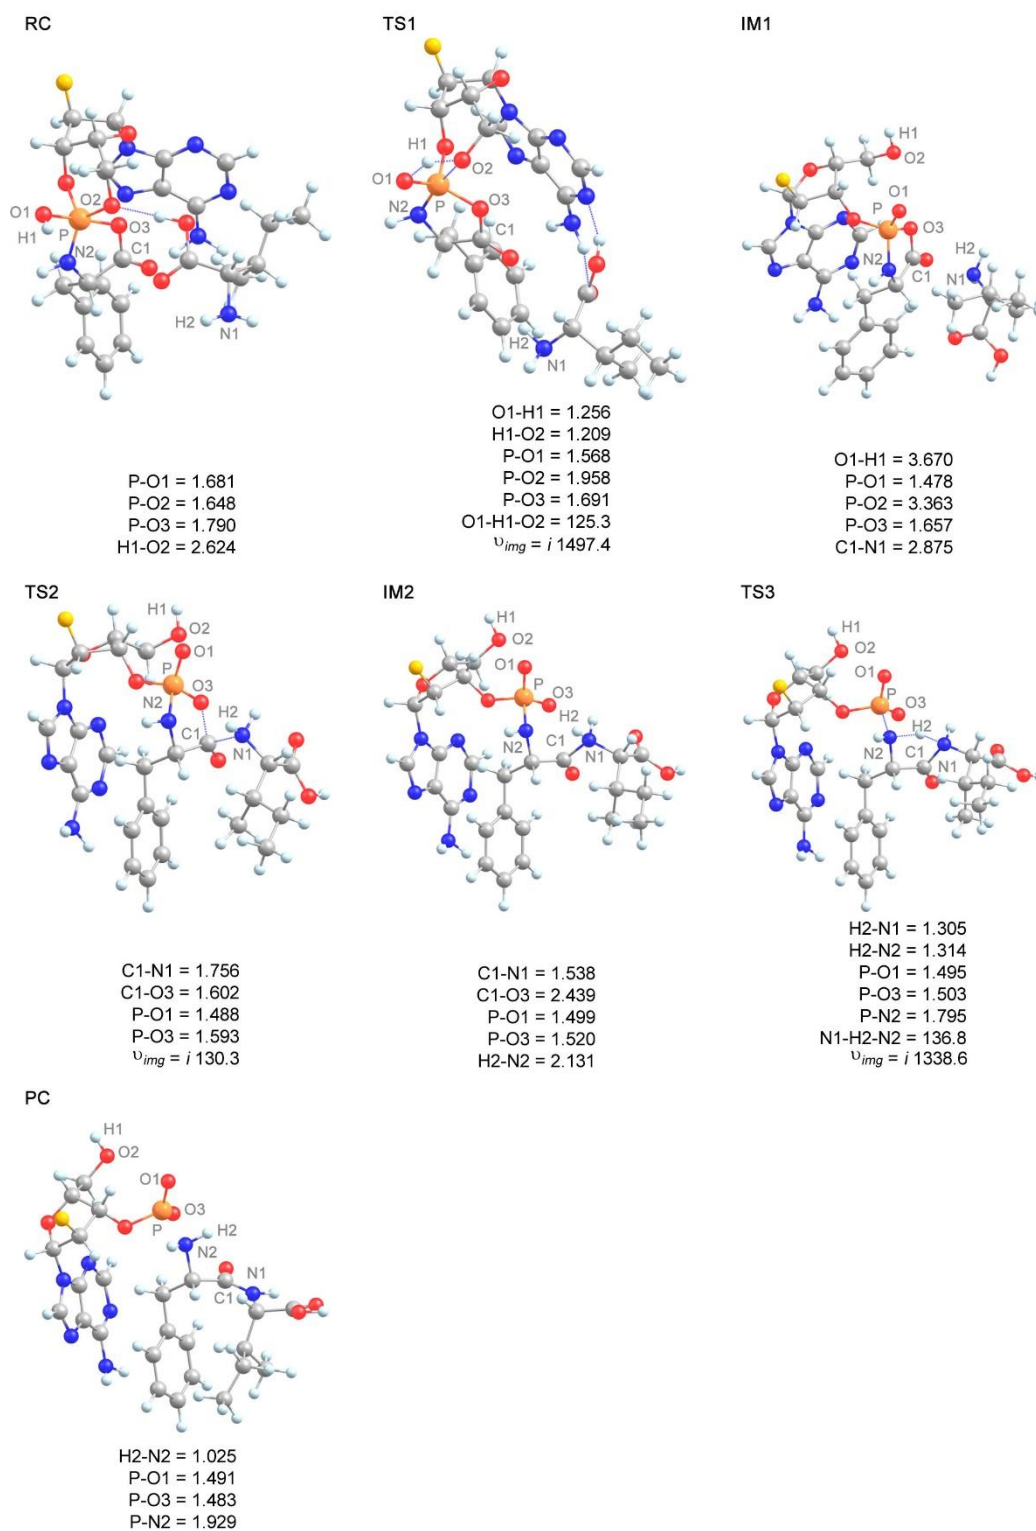 RC
O2
O1
H1
P
O3
N2
C1
H2
N1
P-O1 = 1.681
P-O2 = 1.648
P-O3 = 1.790
H1-O2 = 2.624
TS1
H1
O1
O2
N2
P
O3
C1
H2
N1
O1-H1 = 1.256
H1-O2 = 1.209
P-O1 = 1.568
P-O2 = 1.958
P-O3 = 1.691
O1-H1-O2 = 125.3
υimg = i 1497.4
IM1
H1
O2
O1
P
O3
N2
H2
C1
N1
O1-H1 = 3.670
P-O1 = 1.478
P-O2 = 3.363
P-O3 = 1.657
C1-N1 = 2.875
TS2
H1
O2
O1
P
O3
N2
H2
C1
N1
C1-N1 = 1.756
C1-O3 = 1.602
P-O1 = 1.488
P-O3 = 1.593
υimg = i 130.3
IM2
H1
O2
O1
P
O3
H2
N2
C1
N1
C1-N1 = 1.538
C1-O3 = 2.439
P-O1 = 1.499
P-O3 = 1.520
H2-N2 = 2.131
TS3
H1
O2
O1
P
O3
H2
N2
C1
N1
H2-N1 = 1.305
H2-N2 = 1.314
P-O1 = 1.495
P-O3 = 1.503
P-N2 = 1.795
N1-H2-N2 = 136.8
υimg = i 1338.6
PC
H1
O2
O1
O3
P
H2
N2
N1
C1
H2-N2 = 1.025
P-O1 = 1.491
P-O3 = 1.483
P-N2 = 1.929